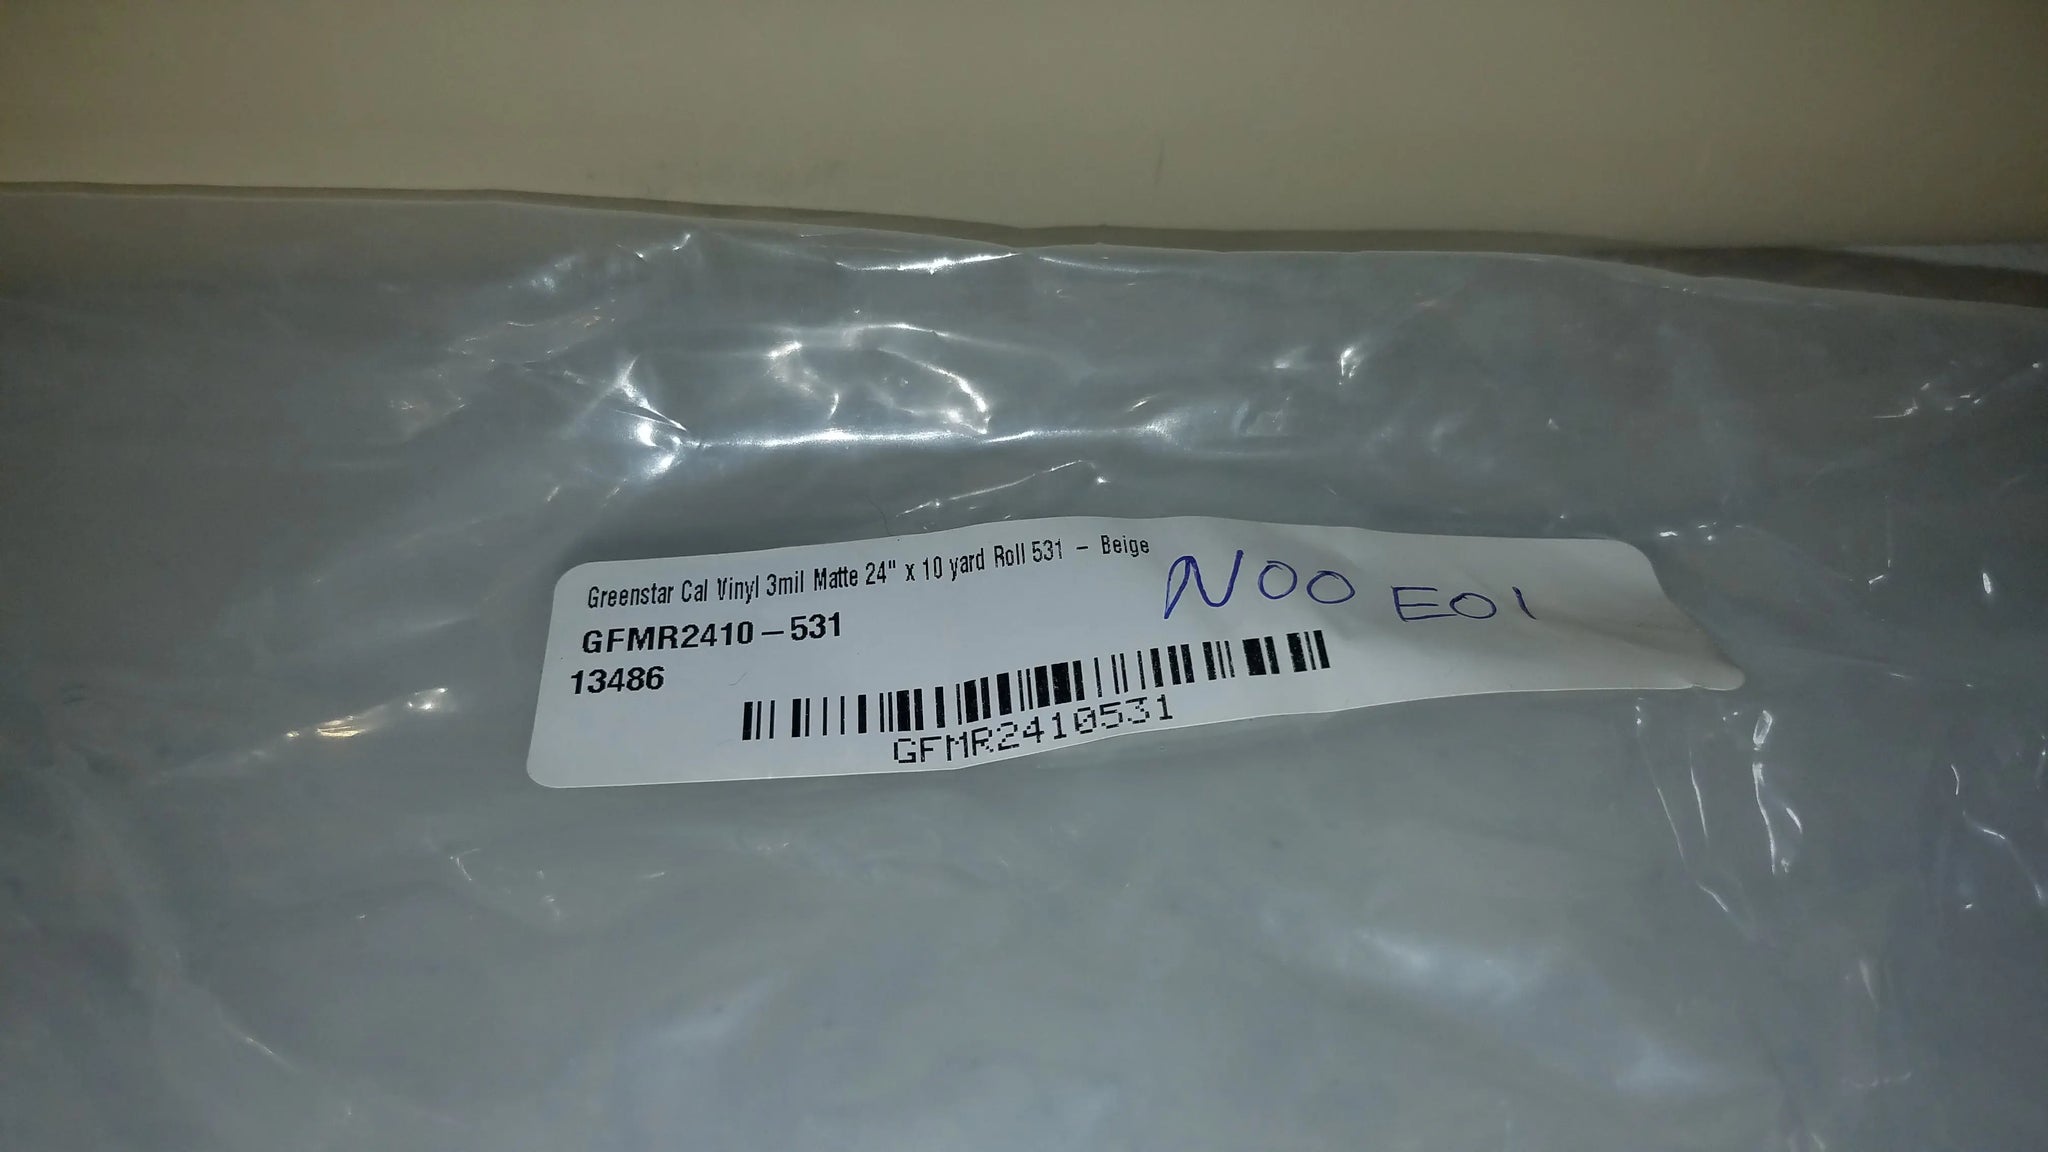 Greenstar Cal Vinyl 3mil Matte 24" x 10 yard Roll 531 - Beige
N00 E01
GFMR2410-531
13486
GFMR2410531